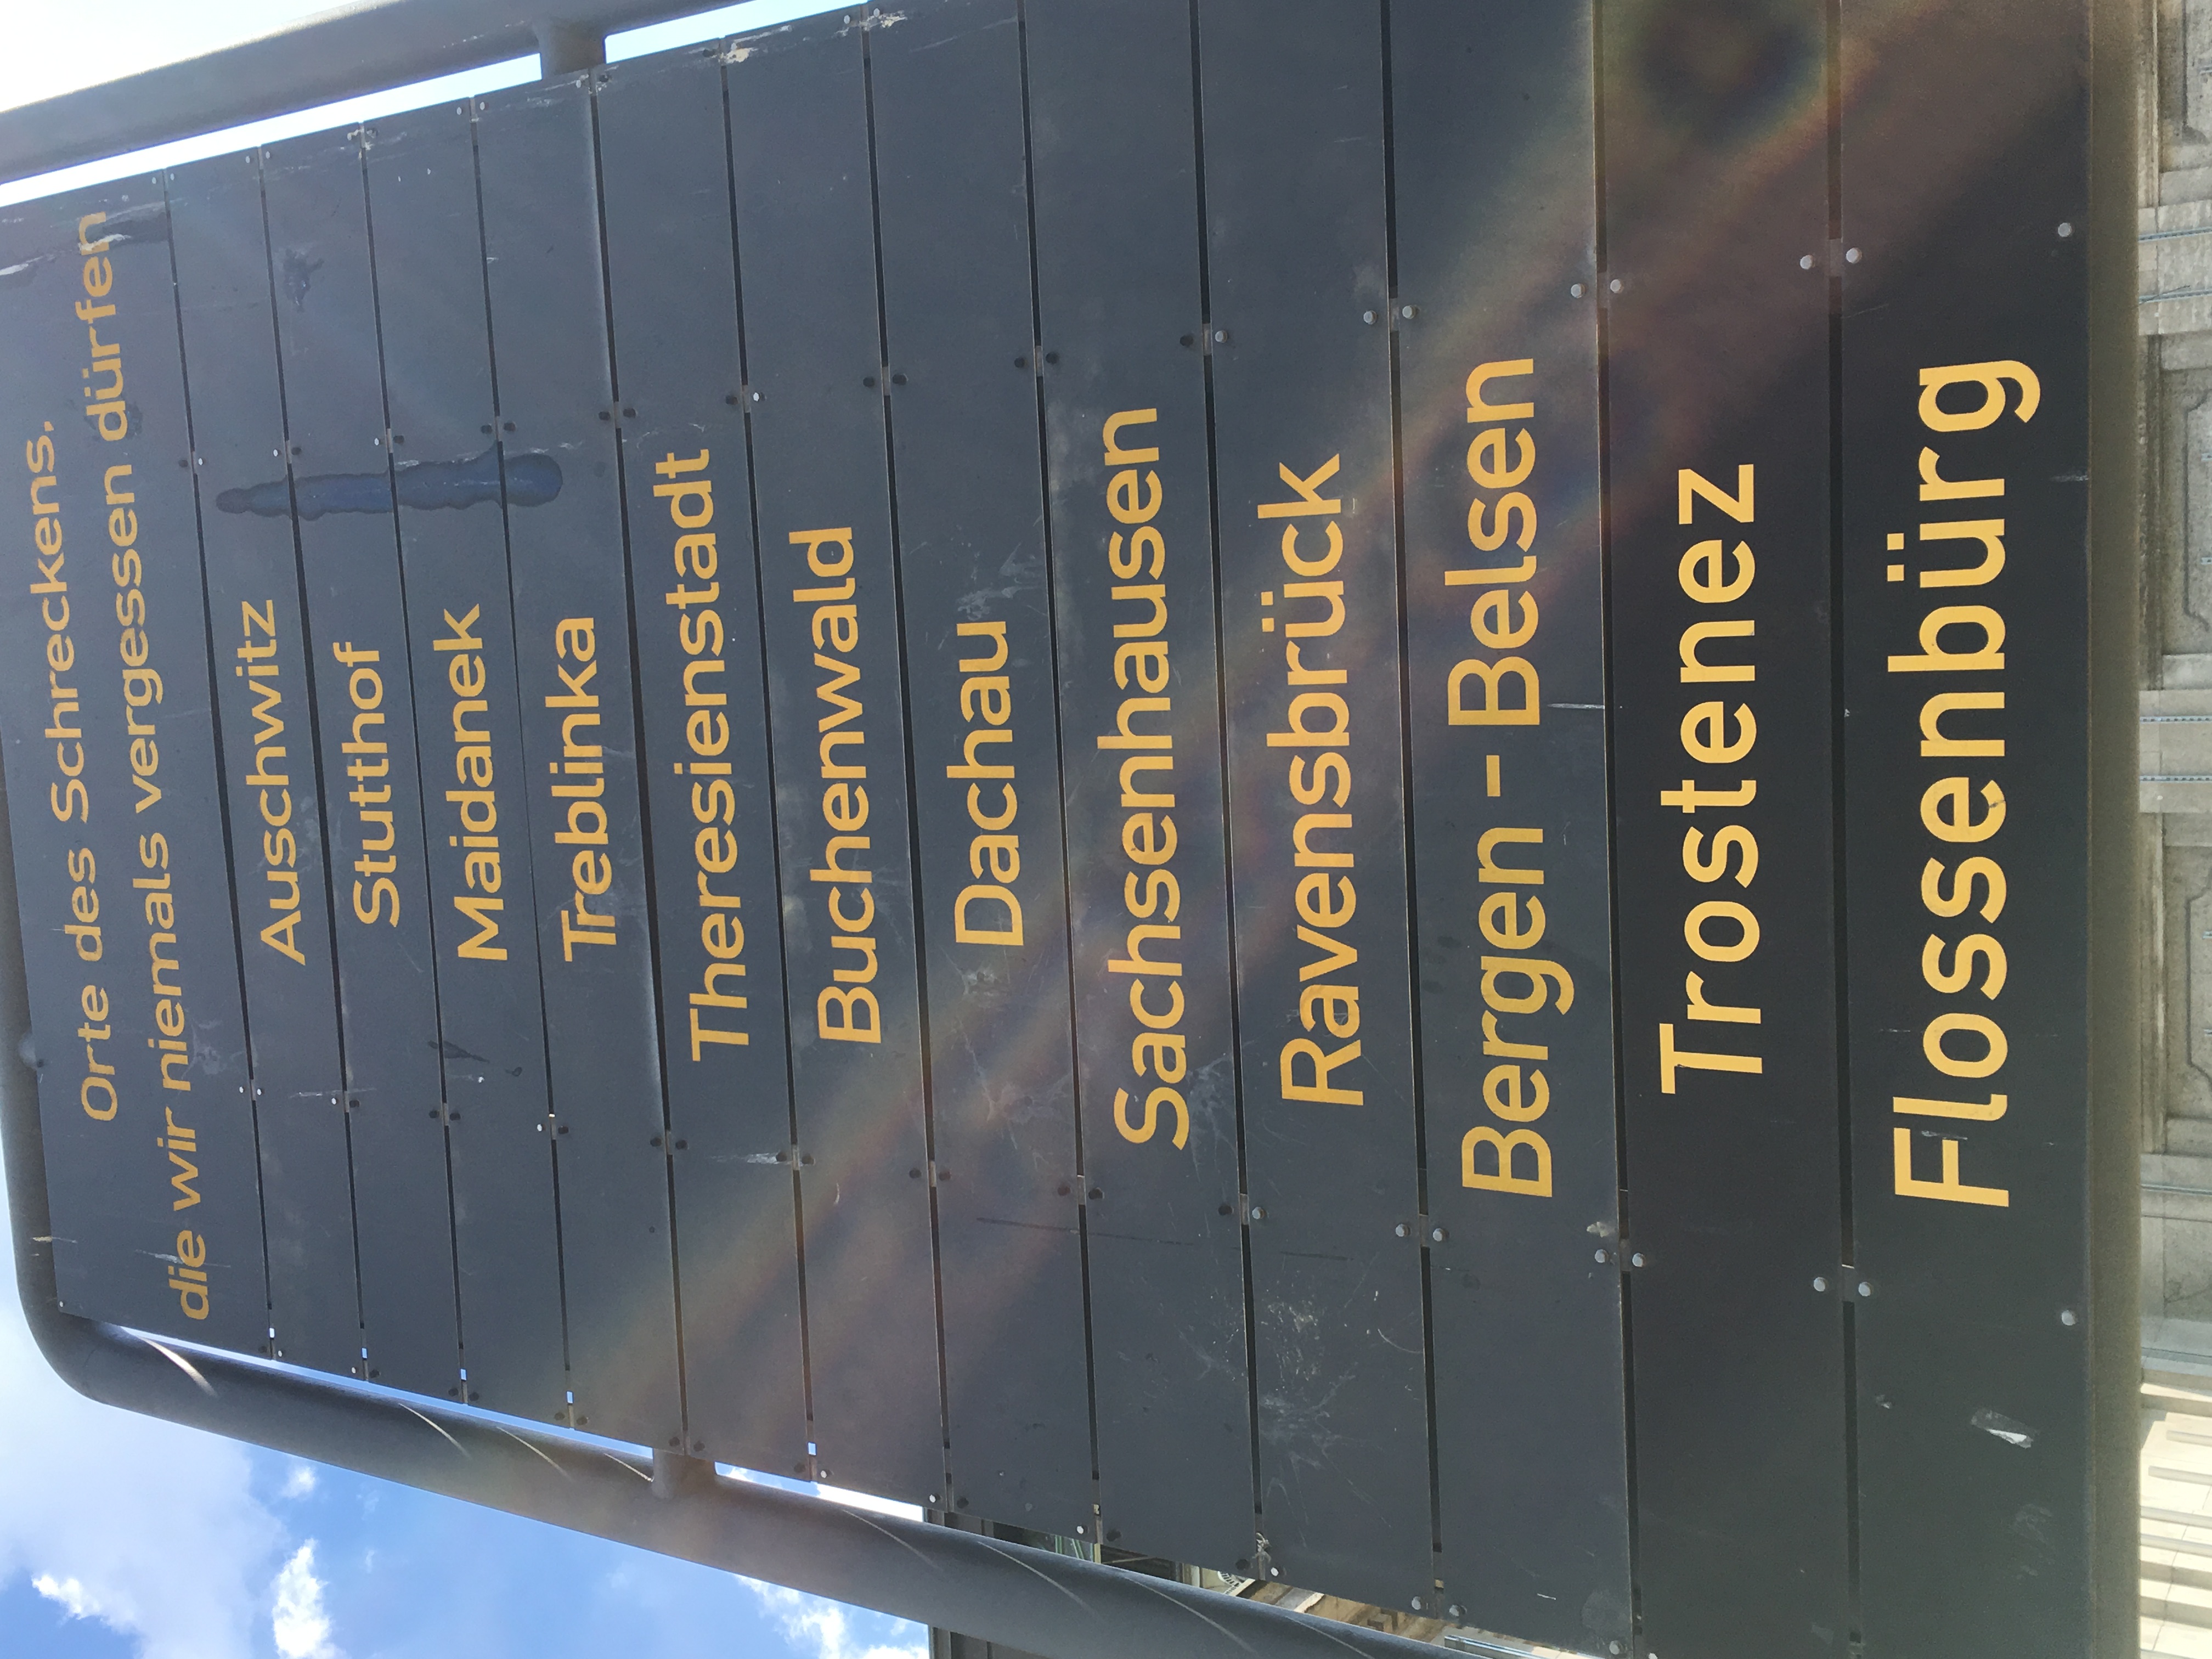 Orte des Schreckens,
die wir niemals vergessen dürfen
Auschwitz
Stutthof
Maidanek
Treblinka
Theresienstadt
Buchenwald
Dachau
Sachsenhausen
Ravensbrück
Bergen - Belsen
Trostenez
Flossenbürg